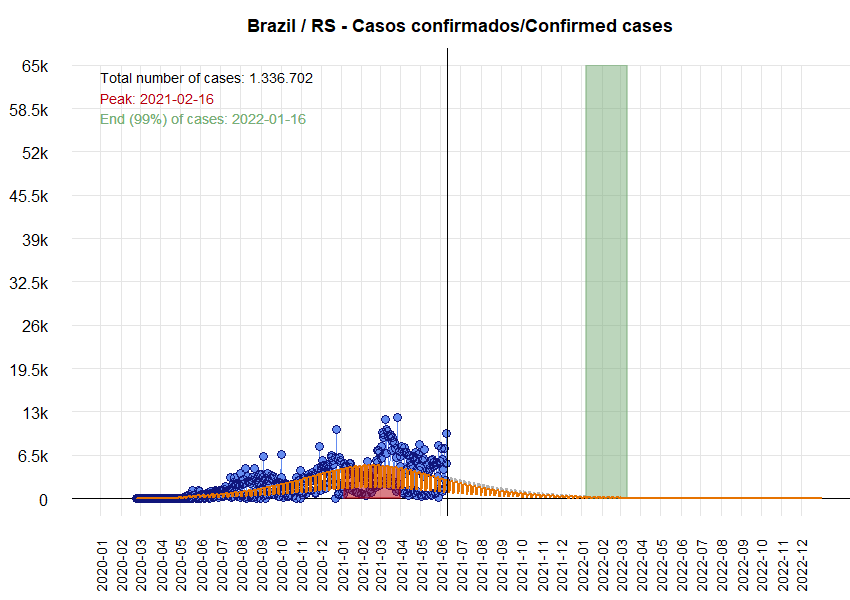 Brazil / RS - Casos confirmados/Confirmed cases
65k
Total number of cases: 1.336.702
Peak: 2021-02-16
58.5k
End (99%) of cases: 2022-01-16
52k
45.5k
39k
32.5k
26k
19.5k
13k
6.5k
0
2020-01
2020-02
2020-03
2020-04
2020-05
2020-06
2020-07
2020-08
2020-09
2020-10
2020-11
2020-12
2021-01
2021-02
2021-03
2021-04
2021-05
2021-06
2021-07
2021-08
2021-09
2021-10
2021-11
2021-12
2022-01
2022-02
2022-03
2022-04
2022-05
2022-06
2022-07
2022-08
2022-09
2022-10
2022-11
2022-12